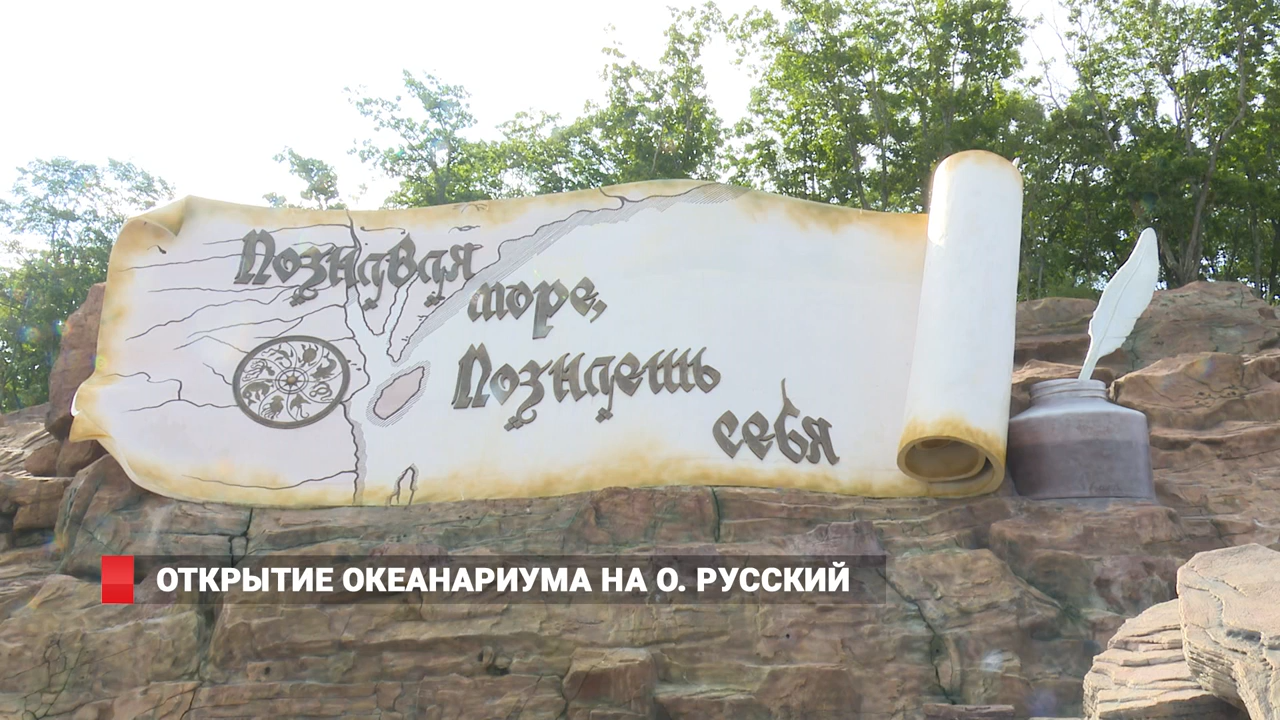 Познавая
море,
Познаешь
себя
ОТКРЫТИЕ ОКЕАНАРИУМА НА О. РУССКИЙ